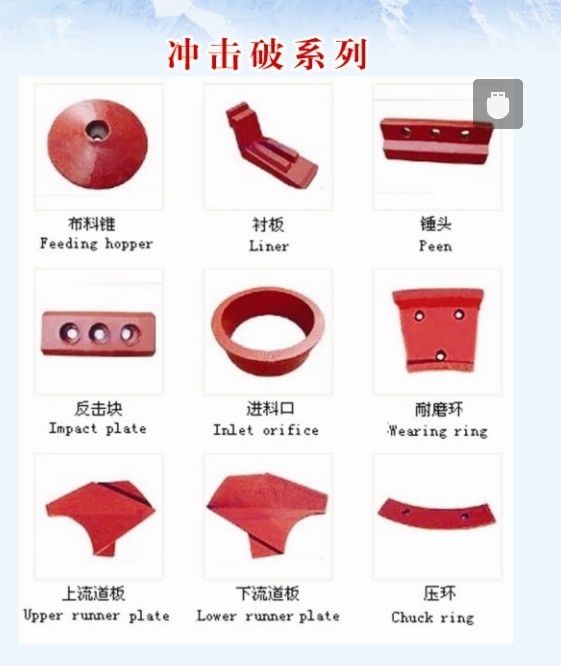 冲击破系列
布料锥 衬板 锤头
Feeding hopper Liner Peen
反击块 进料口 耐磨环
Impact plate Inlet orifice Wearing ring
上流道板 下流道板 压环
Upper runner plate Lower runner plate Chuck ring